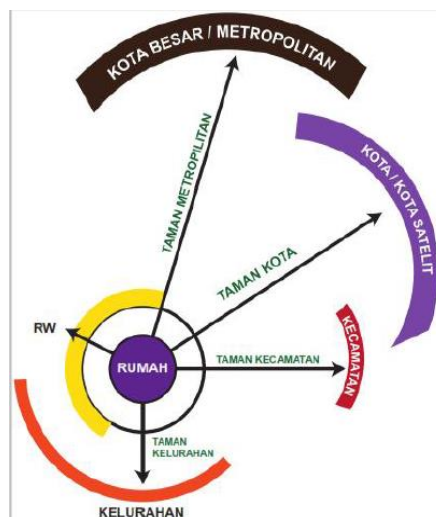 KOTA BESAR / METROPOLITAN
KOTA / KOTA SATELIT
TAMAN METROPILITAN
TAMAN KOTA
RW
KECAMATAN
RUMAH
TAMAN KECAMATAN
TAMAN
KELURAHAN
KELURAHAN